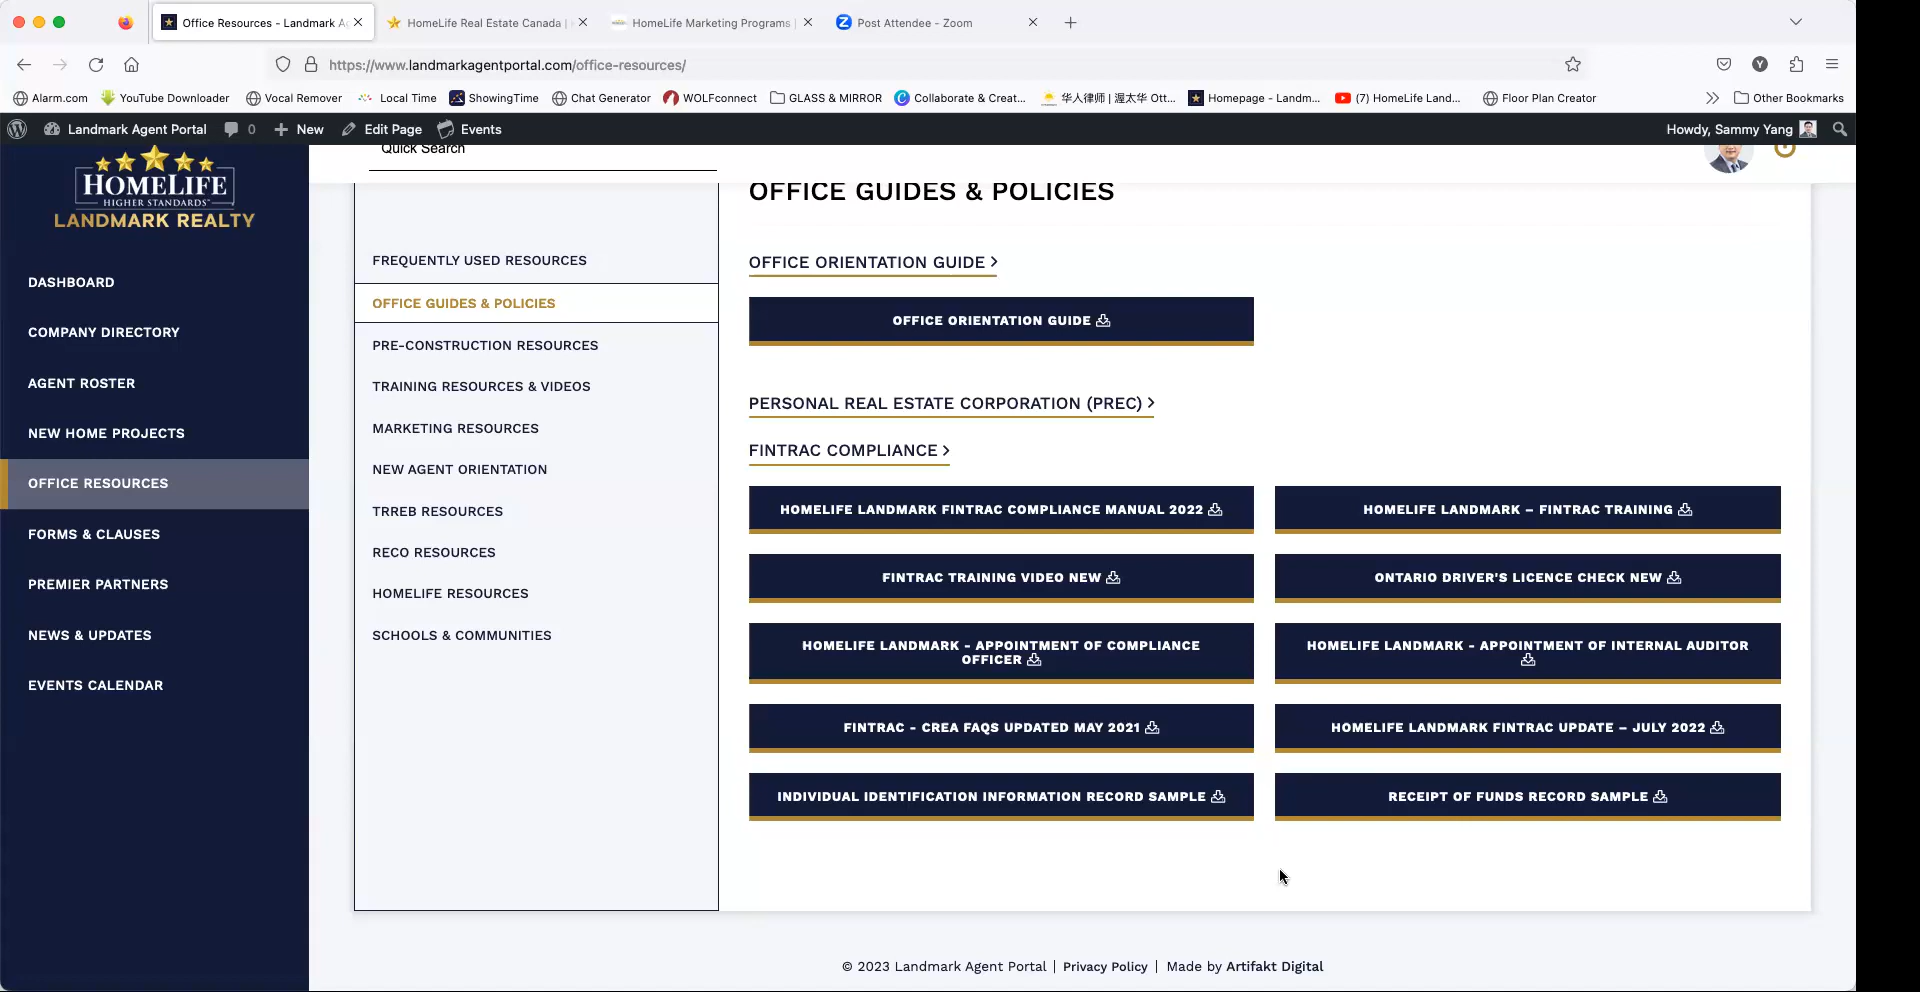 Office Resources - Landmark A
HomeLife Real Estate Canada |
HomeLife Marketing Programs
Post Attendee - Zoom
https://www.landmarkagentportal.com/office-resources/
Y
Alarm.com
YouTube Downloader
Vocal Remover
Local Time
ShowingTime
Chat Generator
WOLFconnect
GLASS & MIRROR
Collaborate & Creat...
华人律师 | 渥太华 Ott...
Homepage - Landm...
(7) HomeLife Land...
Floor Plan Creator
Other Bookmarks
Landmark Agent Portal
0
New
Edit Page
Events
Howdy, Sammy Yang
Quick Search
HOMELIFE
HIGHER STANDARDS
LANDMARK REALTY
DASHBOARD
COMPANY DIRECTORY
AGENT ROSTER
NEW HOME PROJECTS
OFFICE RESOURCES
FORMS & CLAUSES
PREMIER PARTNERS
NEWS & UPDATES
EVENTS CALENDAR
FREQUENTLY USED RESOURCES
OFFICE GUIDES & POLICIES
PRE-CONSTRUCTION RESOURCES
TRAINING RESOURCES & VIDEOS
MARKETING RESOURCES
NEW AGENT ORIENTATION
TRREB RESOURCES
RECO RESOURCES
HOMELIFE RESOURCES
SCHOOLS & COMMUNITIES
OFFICE GUIDES & POLICIES
OFFICE ORIENTATION GUIDE >
OFFICE ORIENTATION GUIDE
PERSONAL REAL ESTATE CORPORATION (PREC) >
FINTRAC COMPLIANCE >
HOMELIFE LANDMARK FINTRAC COMPLIANCE MANUAL 2022
HOMELIFE LANDMARK – FINTRAC TRAINING
FINTRAC TRAINING VIDEO NEW
ONTARIO DRIVER'S LICENCE CHECK NEW
HOMELIFE LANDMARK - APPOINTMENT OF COMPLIANCE
OFFICER
HOMELIFE LANDMARK - APPOINTMENT OF INTERNAL AUDITOR
FINTRAC - CREA FAQS UPDATED MAY 2021
HOMELIFE LANDMARK FINTRAC UPDATE – JULY 2022
INDIVIDUAL IDENTIFICATION INFORMATION RECORD SAMPLE
RECEIPT OF FUNDS RECORD SAMPLE
© 2023 Landmark Agent Portal | Privacy Policy | Made by Artifakt Digital